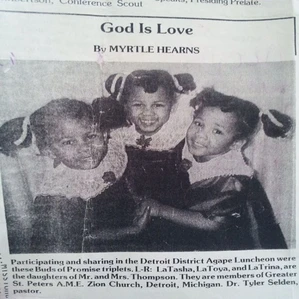 Conference Scout
Presiding Prelate.
God Is Love
By MYRTLE HEARNS
Participating and sharing in the Detroit District Agape Luncheon were
these Buds of Promise triplets. L-R: LaTasha, LaToya, and LaTrina, are
the daughters of Mr. and Mrs. Thompson. They are members of Greater
St. Peters A.M.E. Zion Church, Detroit, Michigan. Dr. Tyler Selden,
pastor.